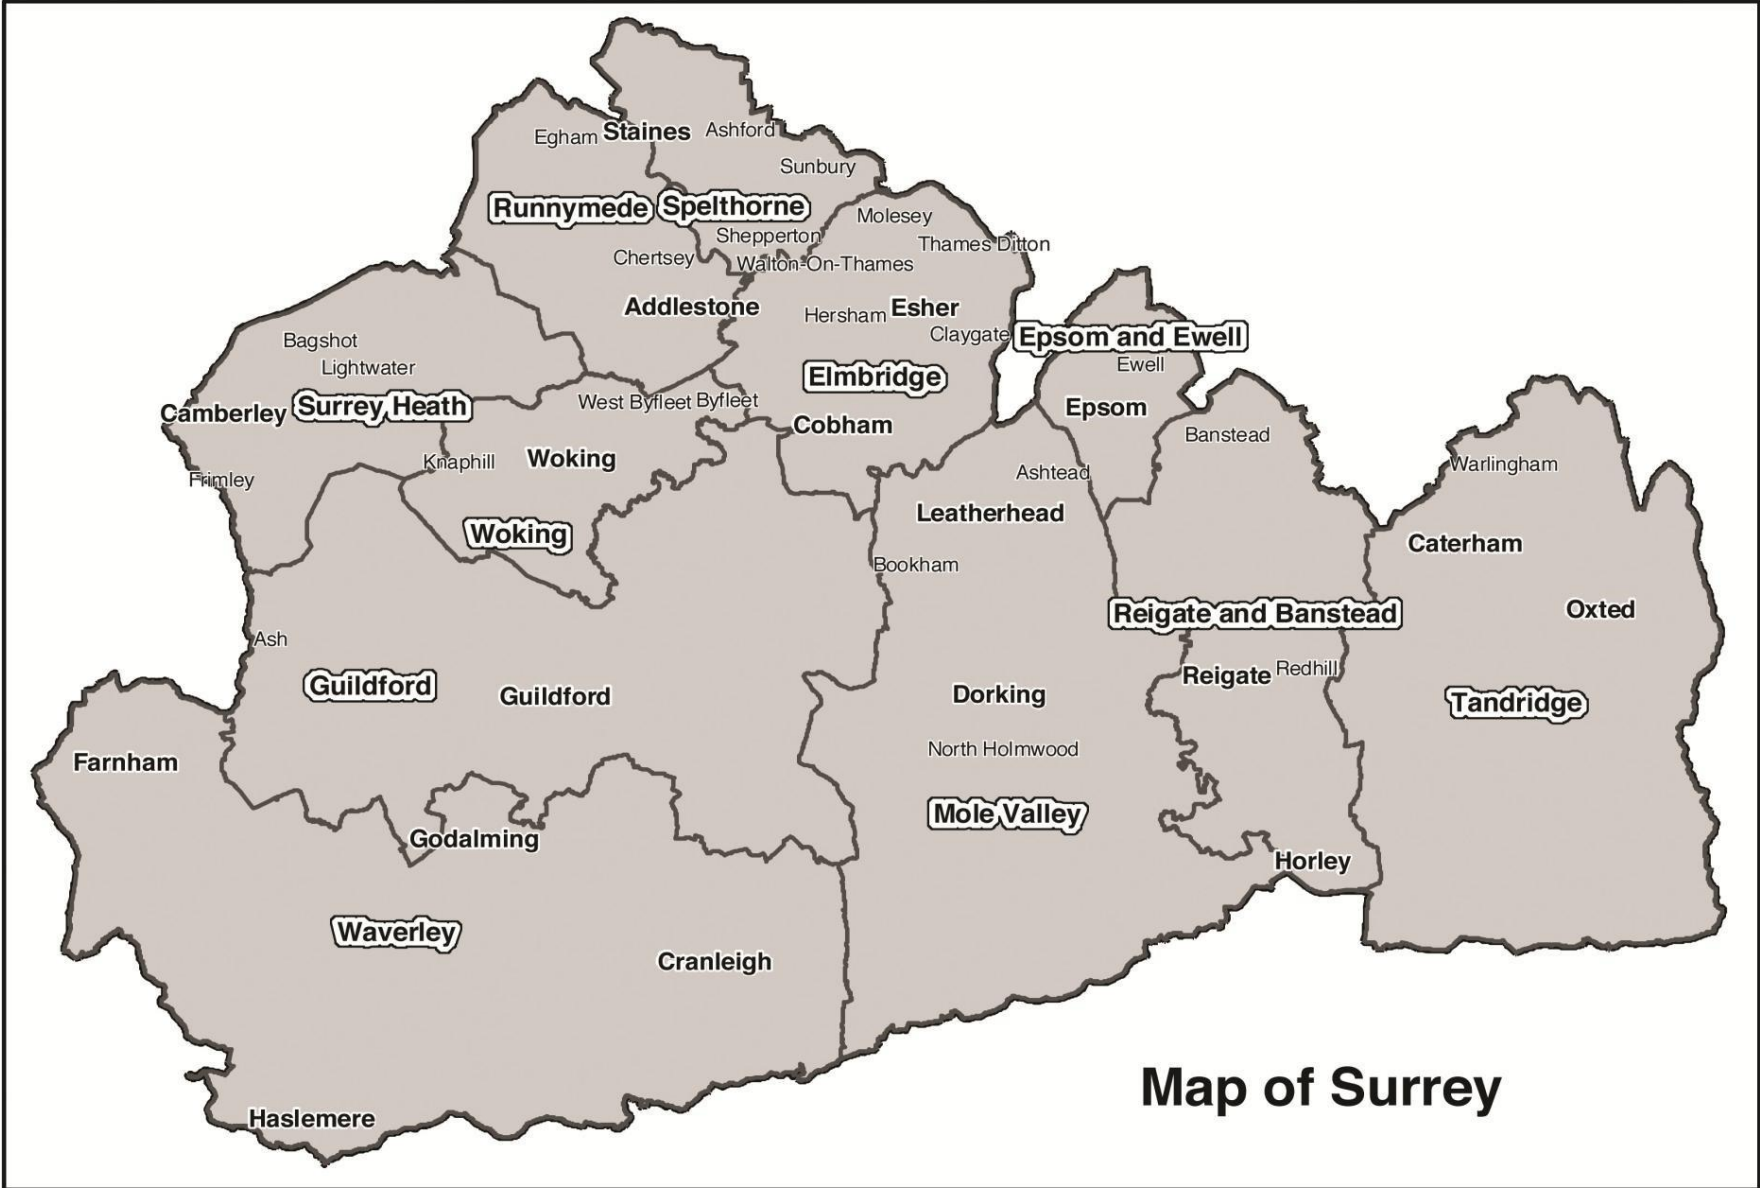 Egham
Staines
Ashford
Sunbury
Runnymede
Spelthorne
Molesey
Shepperton
Thames Ditton
Chertsey
Walton-On-Thames
Addlestone
Hersham
Esher
Claygate
Epsom and Ewell
Bagshot
Lightwater
Ewell
Elmbridge
Camberley
Surrey Heath
West Byfleet
Byfleet
Epsom
Cobham
Banstead
Knaphill
Woking
Warlingham
Frimley
Ashtead
Leatherhead
Woking
Caterham
Bookham
Oxted
Reigate and Banstead
Ash
Guildford
Guildford
Dorking
Reigate
Redhill
Tandridge
North Holmwood
Farnham
Mole Valley
Godalming
Horley
Waverley
Cranleigh
Map of Surrey
Haslemere